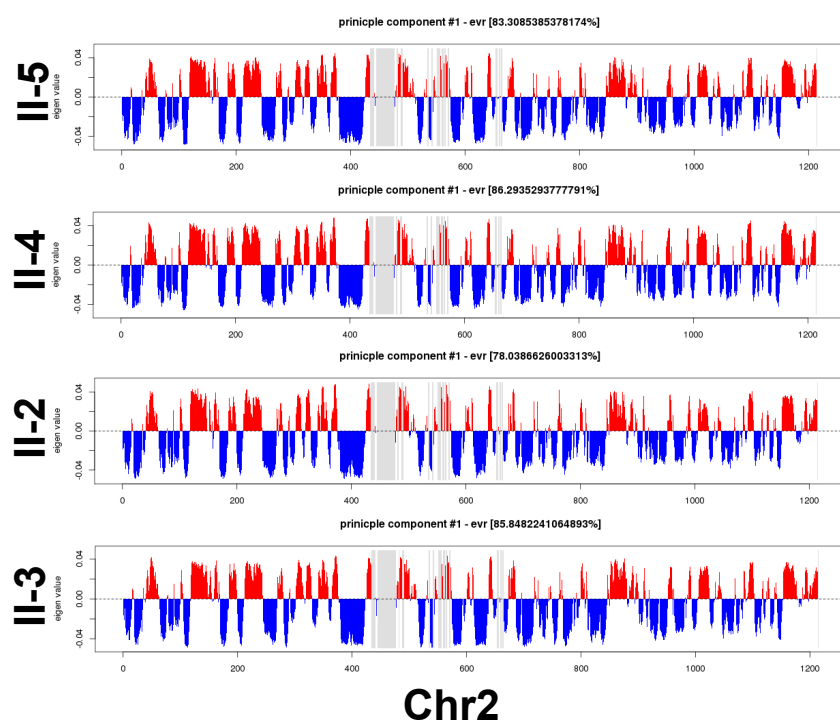 prinicple component #1 - evr [83.3085385378174%]
II-5
eigen value
0.04
0.00
-0.04
0 200 400 600 800 1000 1200
prinicple component #1 - evr [86.2935293777791%]
II-4
eigen value
0.04
0.00
-0.04
0 200 400 600 800 1000 1200
prinicple component #1 - evr [78.0386626003313%]
II-2
eigen value
0.04
0.00
-0.04
0 200 400 600 800 1000 1200
prinicple component #1 - evr [85.8482241064893%]
II-3
eigen value
0.04
0.00
-0.04
0 200 400 600 800 1000 1200
Chr2